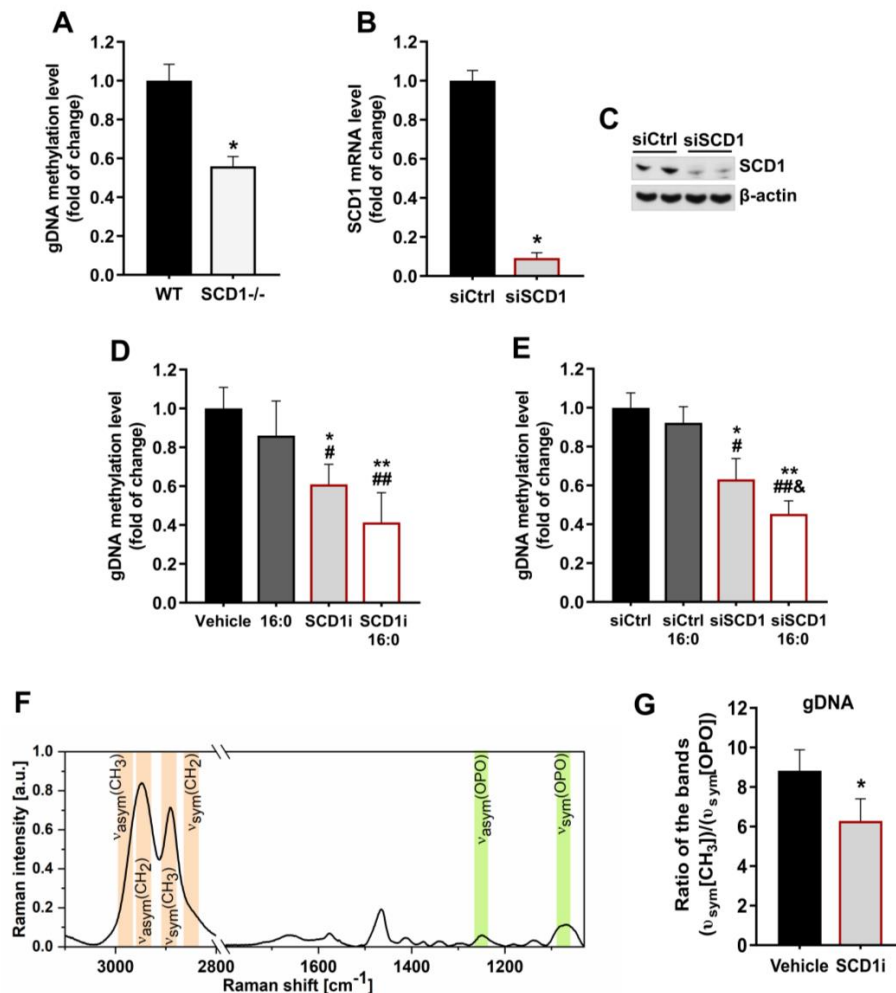 A
gDNA methylation level
(fold of change)
1.2
1.0
0.8
0.6
0.4
0.2
0.0
*
WT SCD1-/-
B
SCD1 mRNA level
(fold of change)
1.2
1.0
0.8
0.6
0.4
0.2
0.0
*
siCtrl siSCD1
C
siCtrl siSCD1
SCD1
β-actin
D
gDNA methylation level
(fold of change)
1.2
1.0
0.8
0.6
0.4
0.2
0.0
*
#
**
##
Vehicle 16:0 SCD1i SCD1i
16:0
E
gDNA methylation level
(fold of change)
1.2
1.0
0.8
0.6
0.4
0.2
0.0
*
#
**
##&
siCtrl siCtrl siSCD1 siSCD1
16:0 16:0
F
Raman intensity [a.u.]
1.0
0.8
0.6
0.4
0.2
0.0
νasym(CH3)
νasym(CH2)
νsym(CH3)
νsym(CH2)
νasym(OPO)
νsym(OPO)
3000 2800 1600 1400 1200
Raman shift [cm-1]
G
gDNA
Ratio of the bands
(υsym[CH3])/(υsym[OPO])
12
10
8
6
4
2
0
*
Vehicle SCD1i